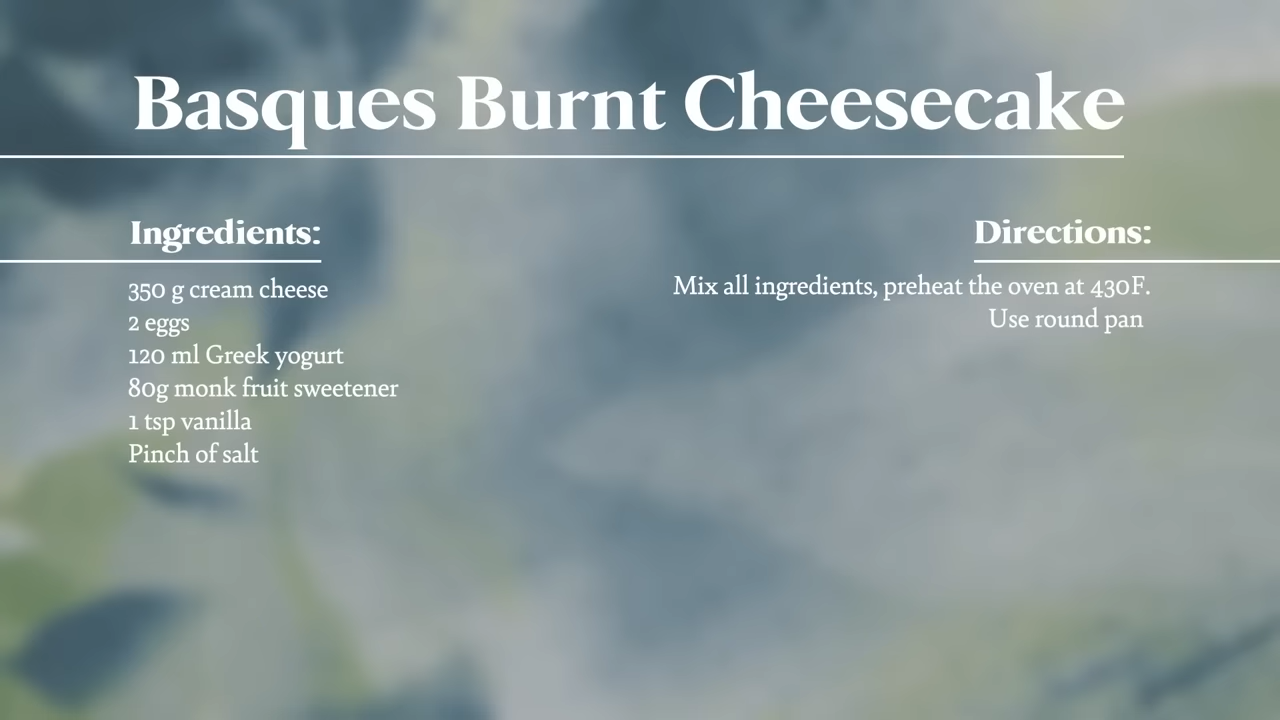 Basques Burnt Cheesecake
Ingredients:
350 g cream cheese
2 eggs
120 ml Greek yogurt
80g monk fruit sweetener
1 tsp vanilla
Pinch of salt
Directions:
Mix all ingredients, preheat the oven at 430F.
Use round pan